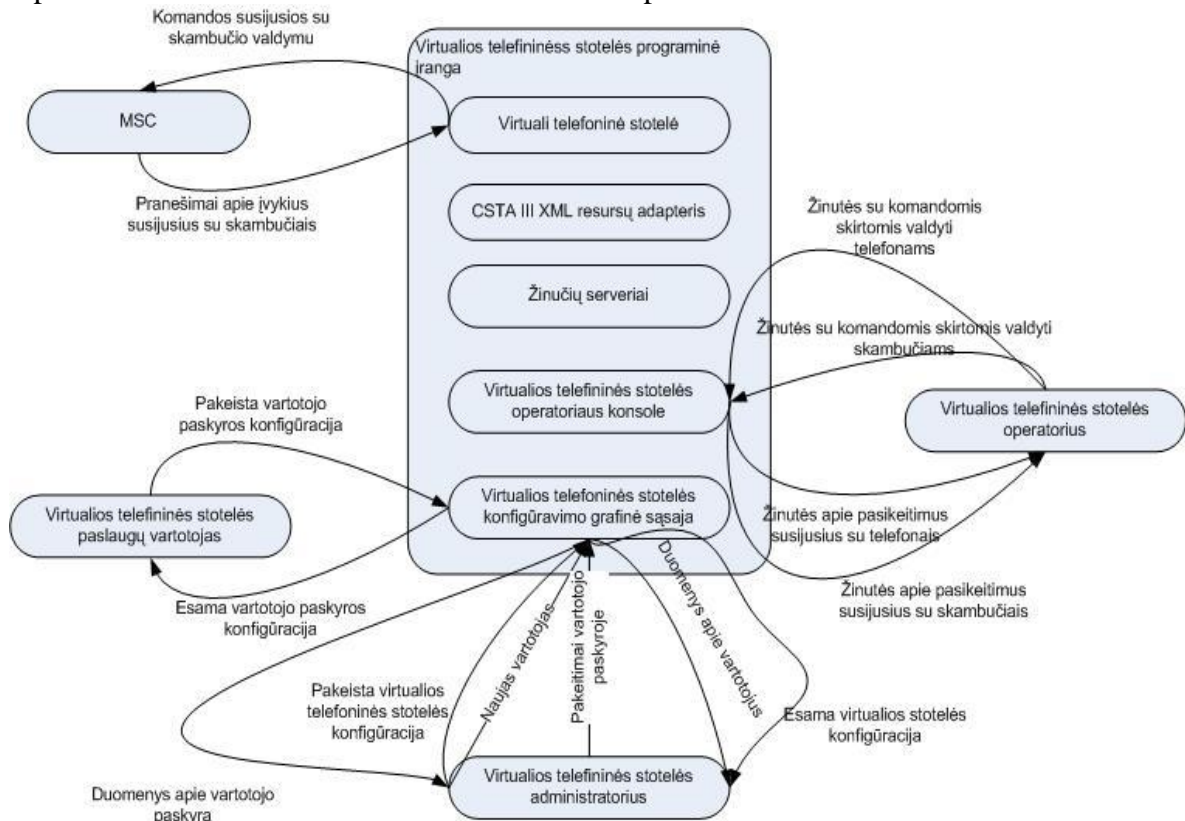 Komandos susijusios su
skambučio valdymu
Virtualios telefininėss stotelės programinė
įranga
MSC
Virtuali telefoninė stotelė
Pranešimai apie įvykius
susijusius su skambučiais
CSTA III XML resursų adapteris
Žinutės su komandomis
skirtomis valdyti
telefonams
Žinučių serveriai
Žinutės su komandomis skirtomis valdyti
skambučiams
Virtualios telefininės stotelės
operatoriaus konsole
Virtualios telefininės stotelės
operatorius
Pakeista vartotojo
paskyros konfigūracija
Virtualios telefoninės stotelės
konfigūravimo grafinė sąsaja
Virtualios telefininės stotelės
paslaugų vartotojas
Žinutės apie pasikeitimus
susijusius su telefonais
Žinutės apie pasikeitimus
susijusius su skambučiais
Esama vartotojo paskyros
konfigūracija
Pakeista virtualios
telefoninės stotelės
konfigūracija
Naujas vartotojas
Pakeitimai vartotojo
paskyroje
Duomenys apie vartotojus
Esama virtualios stotelės
konfigūracija
Virtualios telefininės stotelės
administratorius
Duomenys apie vartotojo
paskyra